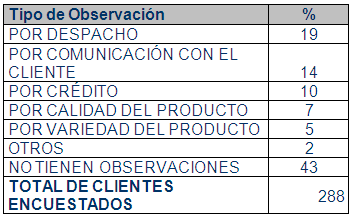 Tipo de Observación %
POR DESPACHO 19
POR COMUNICACIÓN CON EL
CLIENTE 14
POR CRÉDITO 10
POR CALIDAD DEL PRODUCTO 7
POR VARIEDAD DEL PRODUCTO 5
OTROS 2
NO TIENEN OBSERVACIONES 43
TOTAL DE CLIENTES
ENCUESTADOS 288